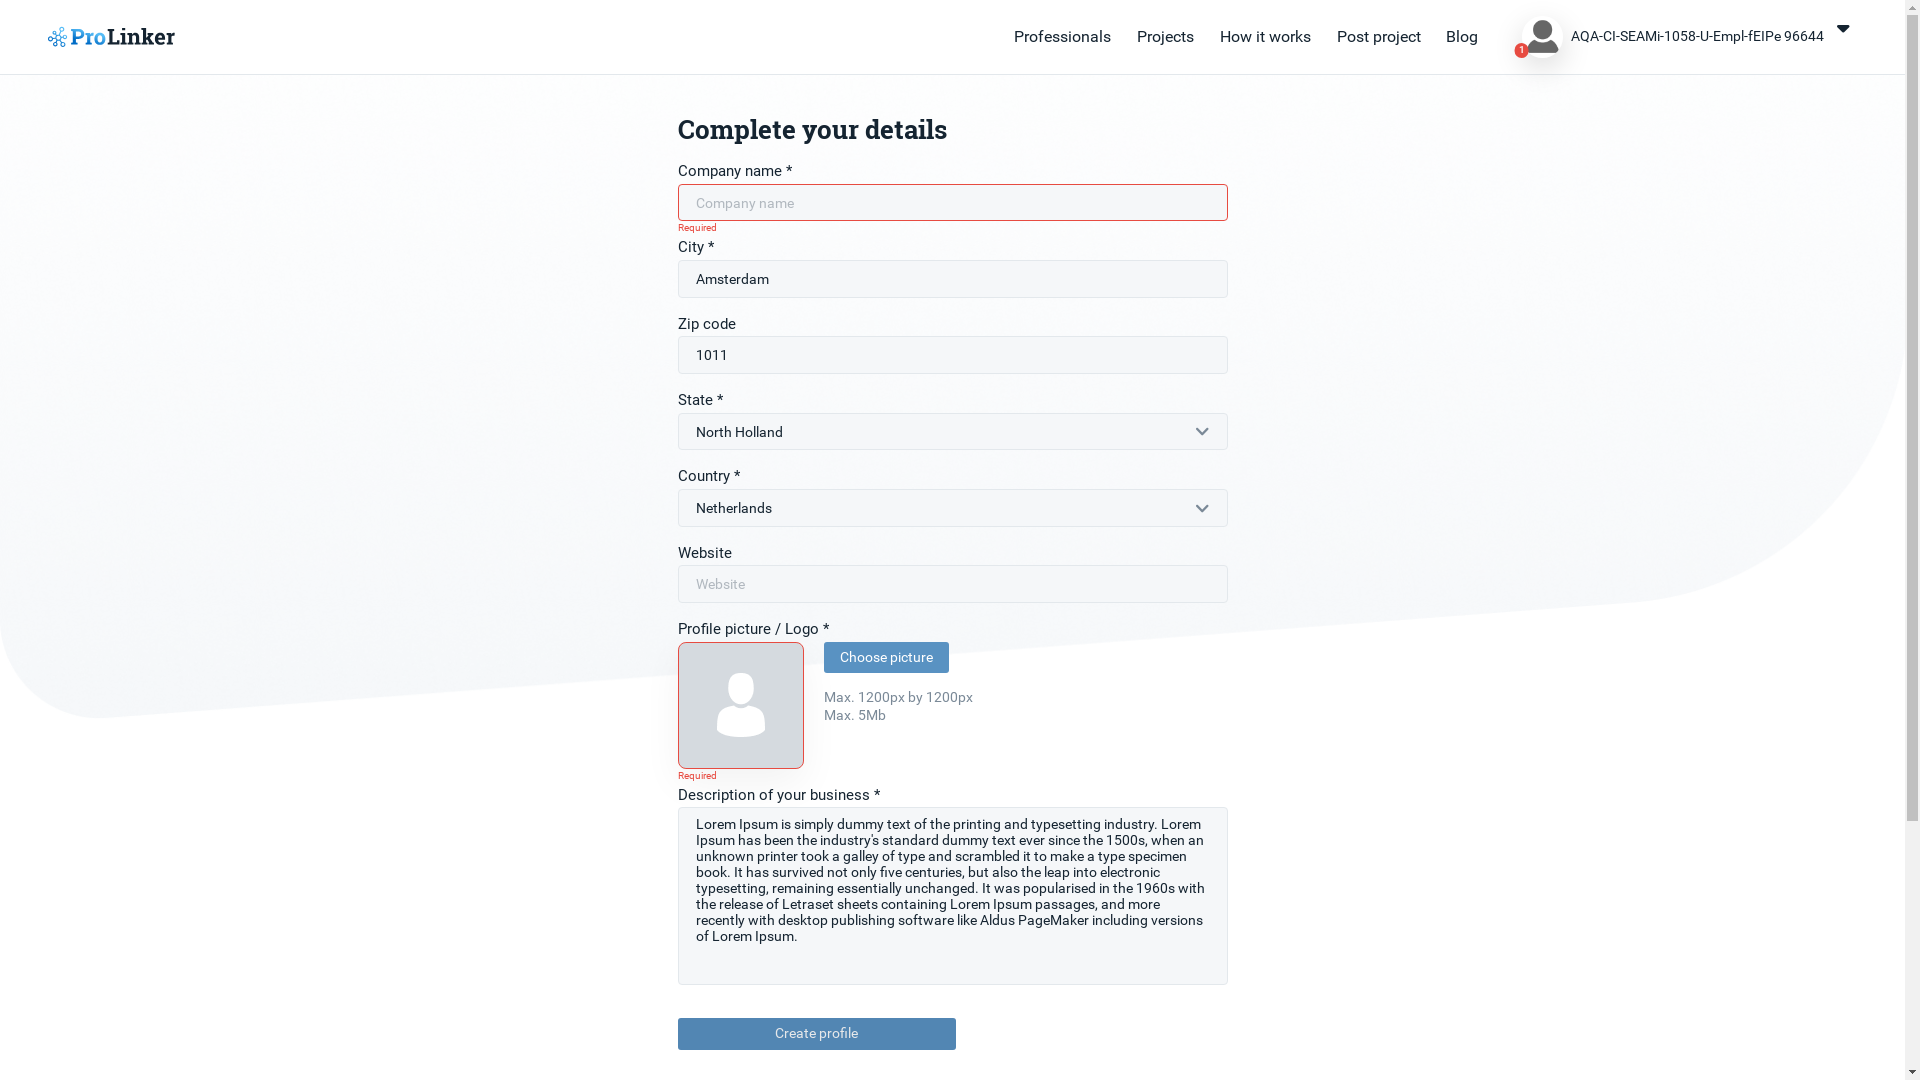 ProLinker
Professionals Projects How it works Post project Blog
1
AQA-CI-SEAMi-1058-U-Empl-fEIPe 96644
Complete your details
Company name *
Company name
Required
City *
Amsterdam
Zip code
1011
State *
North Holland
Country *
Netherlands
Website
Website
Profile picture / Logo *
Choose picture
Max. 1200px by 1200px
Max. 5Mb
Required
Description of your business *
Lorem Ipsum is simply dummy text of the printing and typesetting industry. Lorem
Ipsum has been the industry's standard dummy text ever since the 1500s, when an
unknown printer took a galley of type and scrambled it to make a type specimen
book. It has survived not only five centuries, but also the leap into electronic
typesetting, remaining essentially unchanged. It was popularised in the 1960s with
the release of Letraset sheets containing Lorem Ipsum passages, and more
recently with desktop publishing software like Aldus PageMaker including versions
of Lorem Ipsum.
Create profile